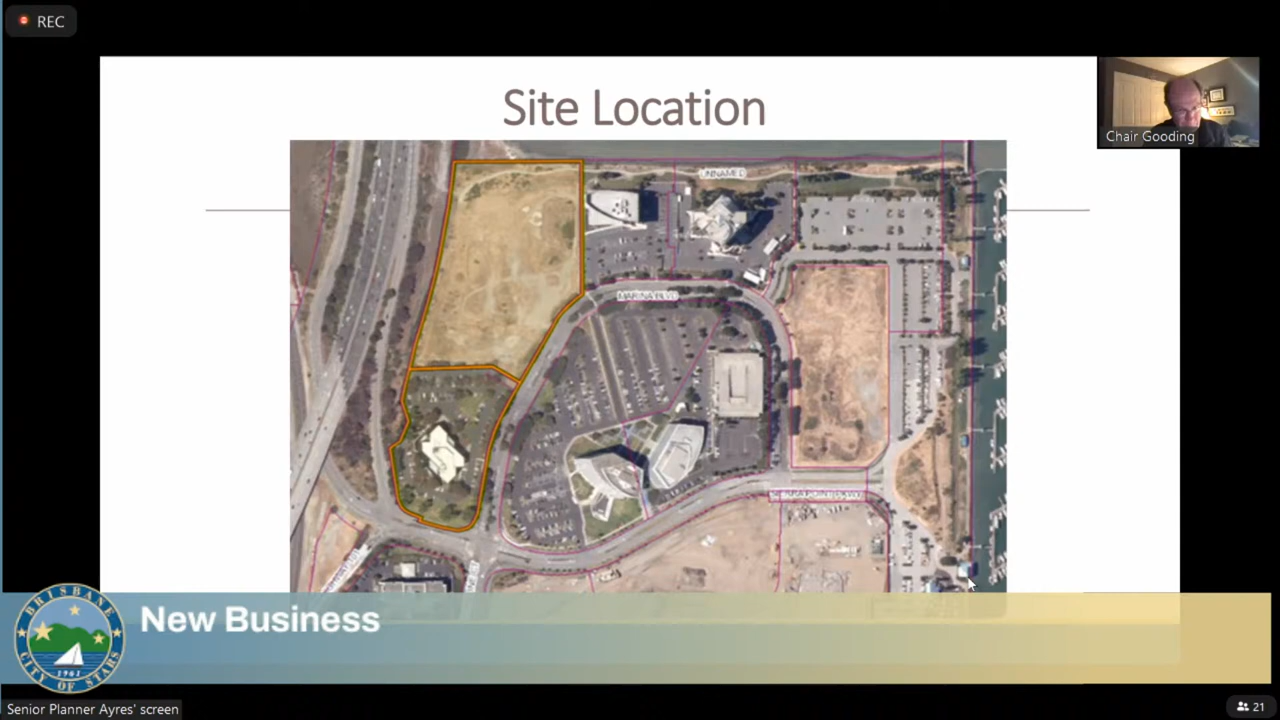 REC
Site Location
Chair Gooding
UNNAMED
MARINA BLVD
New Business
BRISBANE
CITY OF STARS
1961
Senior Planner Ayres' screen
21